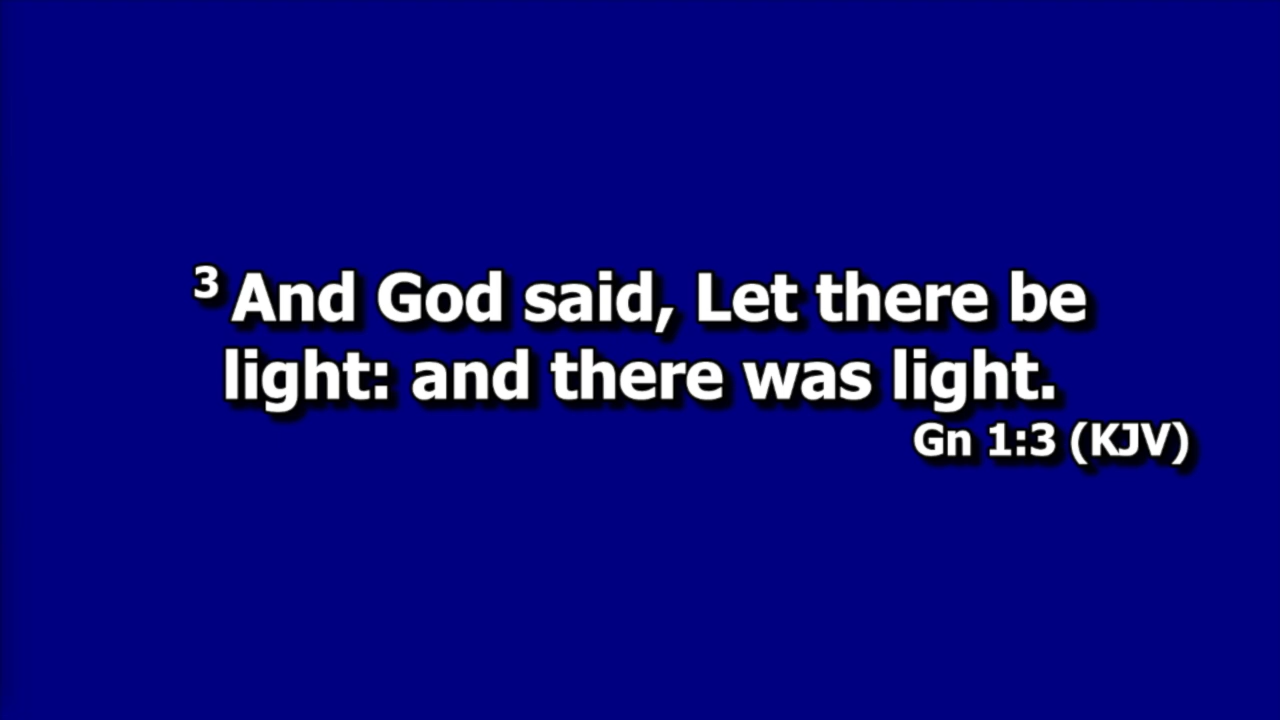 3 And God said, Let there be
light: and there was light.
Gn 1:3 (KJV)